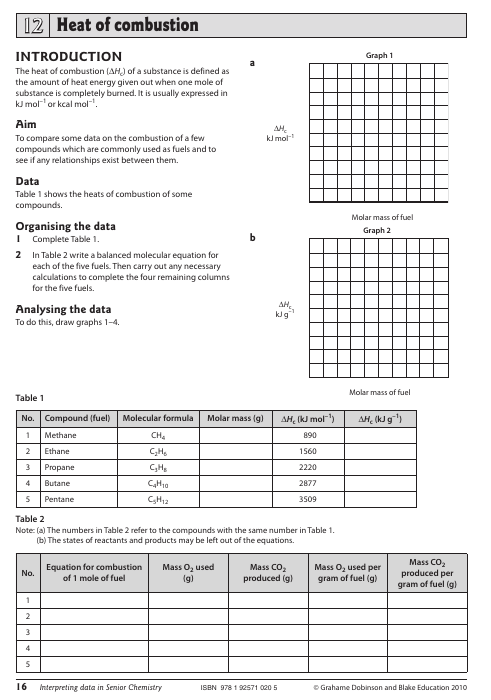 12 Heat of combustion
INTRODUCTION
The heat of combustion (ΔHc) of a substance is defined as
the amount of heat energy given out when one mole of
substance is completely burned. It is usually expressed in
kJ mol⁻¹ or kcal mol⁻¹.
Aim
To compare some data on the combustion of a few
compounds which are commonly used as fuels and to
see if any relationships exist between them.
Data
Table 1 shows the heats of combustion of some
compounds.
Organising the data
1 Complete Table 1.
2 In Table 2 write a balanced molecular equation for
each of the five fuels. Then carry out any necessary
calculations to complete the four remaining columns
for the five fuels.
Analysing the data
To do this, draw graphs 1–4.
a
Graph 1
ΔHc
kJ mol⁻¹
Molar mass of fuel
b
Graph 2
ΔHc
kJ g⁻¹
Molar mass of fuel
Table 1
No. Compound (fuel) Molecular formula Molar mass (g) ΔHc (kJ mol⁻¹) ΔHc (kJ g⁻¹)
1 Methane CH₄ 890
2 Ethane C₂H₆ 1560
3 Propane C₃H₈ 2220
4 Butane C₄H₁₀ 2877
5 Pentane C₅H₁₂ 3509
Table 2
Note: (a) The numbers in Table 2 refer to the compounds with the same number in Table 1.
(b) The states of reactants and products may be left out of the equations.
No. Equation for combustion of 1 mole of fuel Mass O₂ used (g) Mass CO₂ produced (g) Mass O₂ used per gram of fuel (g) Mass CO₂ produced per gram of fuel (g)
1
2
3
4
5
16 Interpreting data in Senior Chemistry ISBN 978 1 92571 020 5 © Grahame Dobinson and Blake Education 2010